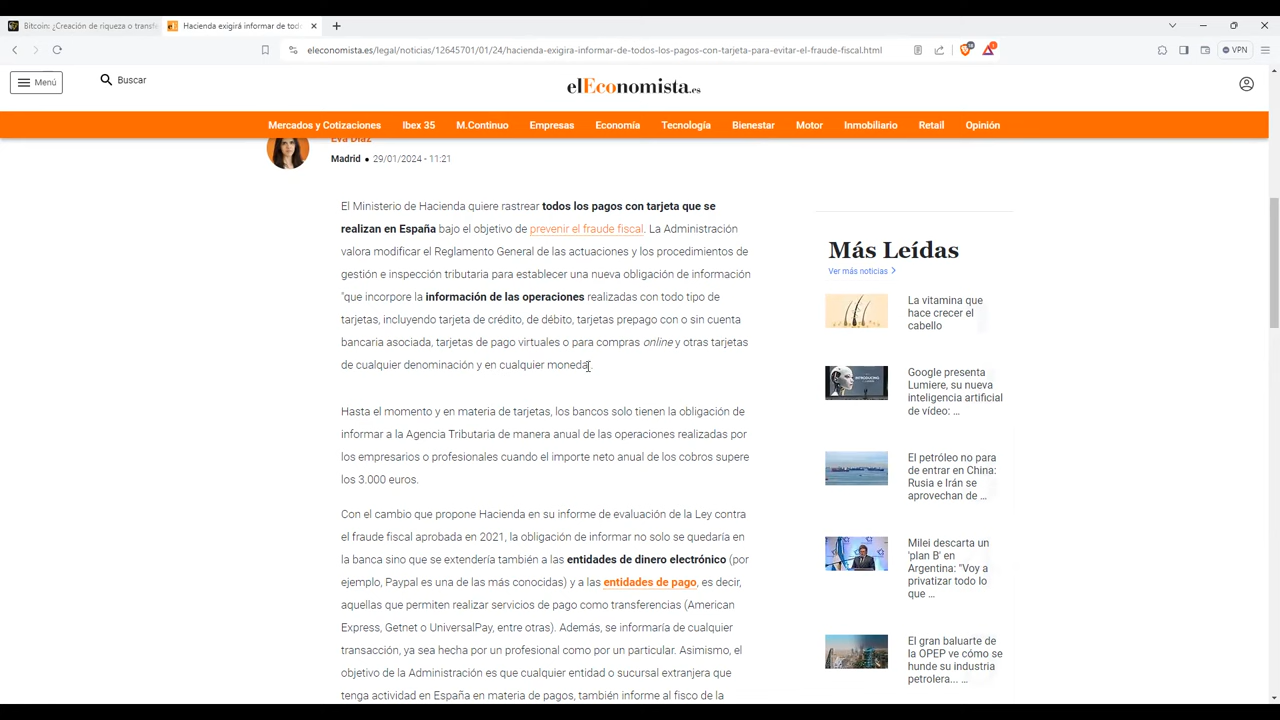 Bitcoin: ¿Creación de riqueza o transf
Hacienda exigirá informar de tod
eleconomista.es/legal/noticias/12645701/01/24/hacienda-exigira-informar-de-todos-los-pagos-con-tarjeta-para-evitar-el-fraude-fiscal.html
VPN
Menú
Buscar
elEconomista.es
Mercados y Cotizaciones Ibex 35 M.Continuo Empresas Economía Tecnología Bienestar Motor Inmobiliario Retail Opinión
Eva Díaz
Madrid ● 29/01/2024 - 11:21
El Ministerio de Hacienda quiere rastrear todos los pagos con tarjeta que se
realizan en España bajo el objetivo de prevenir el fraude fiscal. La Administración
valora modificar el Reglamento General de las actuaciones y los procedimientos de
gestión e inspección tributaria para establecer una nueva obligación de información
"que incorpore la información de las operaciones realizadas con todo tipo de
tarjetas, incluyendo tarjeta de crédito, de débito, tarjetas prepago con o sin cuenta
bancaria asociada, tarjetas de pago virtuales o para compras online y otras tarjetas
de cualquier denominación y en cualquier moneda".
Hasta el momento y en materia de tarjetas, los bancos solo tienen la obligación de
informar a la Agencia Tributaria de manera anual de las operaciones realizadas por
los empresarios o profesionales cuando el importe neto anual de los cobros supere
los 3.000 euros.
Con el cambio que propone Hacienda en su informe de evaluación de la Ley contra
el fraude fiscal aprobada en 2021, la obligación de informar no solo se quedaría en
la banca sino que se extendería también a las entidades de dinero electrónico (por
ejemplo, Paypal es una de las más conocidas) y a las entidades de pago, es decir,
aquellas que permiten realizar servicios de pago como transferencias (American
Express, Getnet o UniversalPay, entre otras). Además, se informaría de cualquier
transacción, ya sea hecha por un profesional como por un particular. Asimismo, el
objetivo de la Administración es que cualquier entidad o sucursal extranjera que
tenga actividad en España en materia de pagos, también informe al fisco de la
Más Leídas
Ver más noticias
La vitamina que
hace crecer el
cabello
Google presenta
Lumiere, su nueva
inteligencia artificial
de vídeo: ...
El petróleo no para
de entrar en China:
Rusia e Irán se
aprovechan de ...
Milei descarta un
'plan B' en
Argentina: "Voy a
privatizar todo lo
que ...
El gran baluarte de
la OPEP ve cómo se
hunde su industria
petrolera... ...